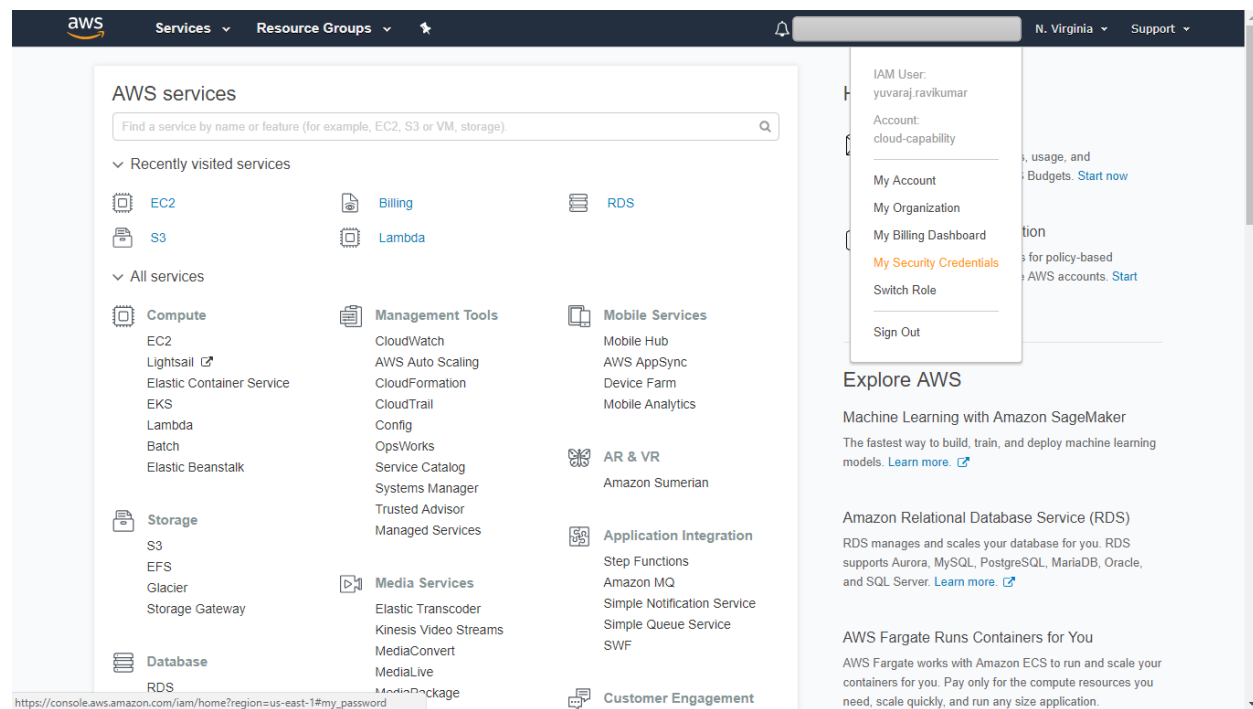 aws
Services
Resource Groups
N. Virginia
Support
AWS services
Find a service by name or feature (for example, EC2, S3 or VM, storage).
Recently visited services
EC2
Billing
RDS
S3
Lambda
All services
Compute
EC2
Lightsail
Elastic Container Service
EKS
Lambda
Batch
Elastic Beanstalk
Storage
S3
EFS
Glacier
Storage Gateway
Database
RDS
Management Tools
CloudWatch
AWS Auto Scaling
CloudFormation
CloudTrail
Config
OpsWorks
Service Catalog
Systems Manager
Trusted Advisor
Managed Services
Media Services
Elastic Transcoder
Kinesis Video Streams
MediaConvert
MediaLive
MediaPackage
Mobile Services
Mobile Hub
AWS AppSync
Device Farm
Mobile Analytics
AR & VR
Amazon Sumerian
Application Integration
Step Functions
Amazon MQ
Simple Notification Service
Simple Queue Service
SWF
Customer Engagement
IAM User:
yuvaraj.ravikumar
Account:
cloud-capability
My Account
My Organization
My Billing Dashboard
My Security Credentials
Switch Role
Sign Out
, usage, and
Budgets. Start now
tion
s for policy-based
AWS accounts. Start
Explore AWS
Machine Learning with Amazon SageMaker
The fastest way to build, train, and deploy machine learning
models. Learn more.
Amazon Relational Database Service (RDS)
RDS manages and scales your database for you. RDS
supports Aurora, MySQL, PostgreSQL, MariaDB, Oracle,
and SQL Server. Learn more.
AWS Fargate Runs Containers for You
AWS Fargate works with Amazon ECS to run and scale your
containers for you. Pay only for the compute resources you
need, scale quickly, and run any size application.
https://console.aws.amazon.com/iam/home?region=us-east-1#my_password